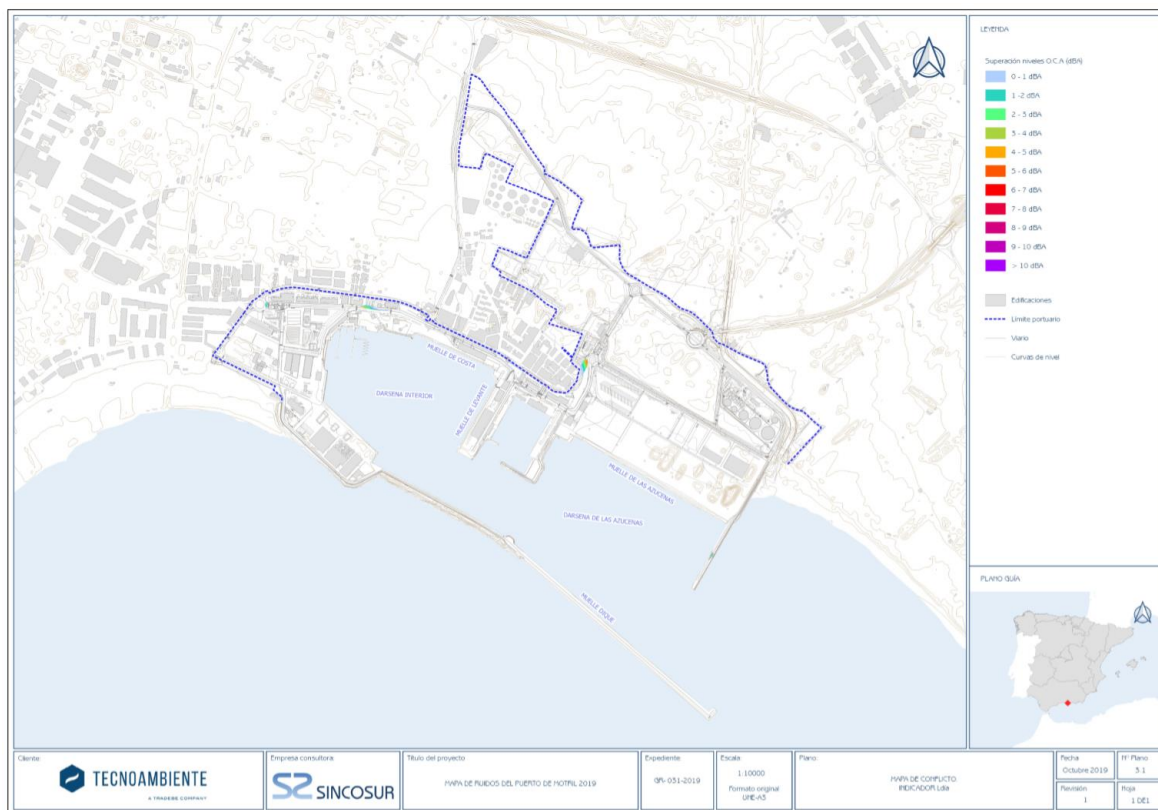 LEYENDA
Superación niveles O.C.A (dBA)
0 - 1 dBA
1 -2 dBA
2 - 3 dBA
3 - 4 dBA
4 - 5 dBA
5 - 6 dBA
6 - 7 dBA
7 - 8 dBA
8 - 9 dBA
9 - 10 dBA
> 10 dBA
Edificaciones
Límite portuario
Viario
Curvas de nivel
MUELLE DE COSTA
DARSENA INTERIOR
MUELLE DE LEVANTE
MUELLE DE LAS AZUCENAS
DARSENA DE LAS AZUCENAS
MUELLE DIQUE
PLANO GUÍA
Cliente:
TECNOAMBIENTE
A TRADEBE COMPANY
Empresa consultora:
SINCOSUR
Título del proyecto
MAPA DE RUIDOS DEL PUERTO DE MOTRIL 2019
Expediente
GR- 031-2019
Escala
1:10000
Formato original
UNE-A3
Plano:
MAPA DE CONFLICTO
INDICADOR Ldía
Fecha
Octubre 2019
Nº Plano
3.1
Revisión
1
Hoja
1 DE1